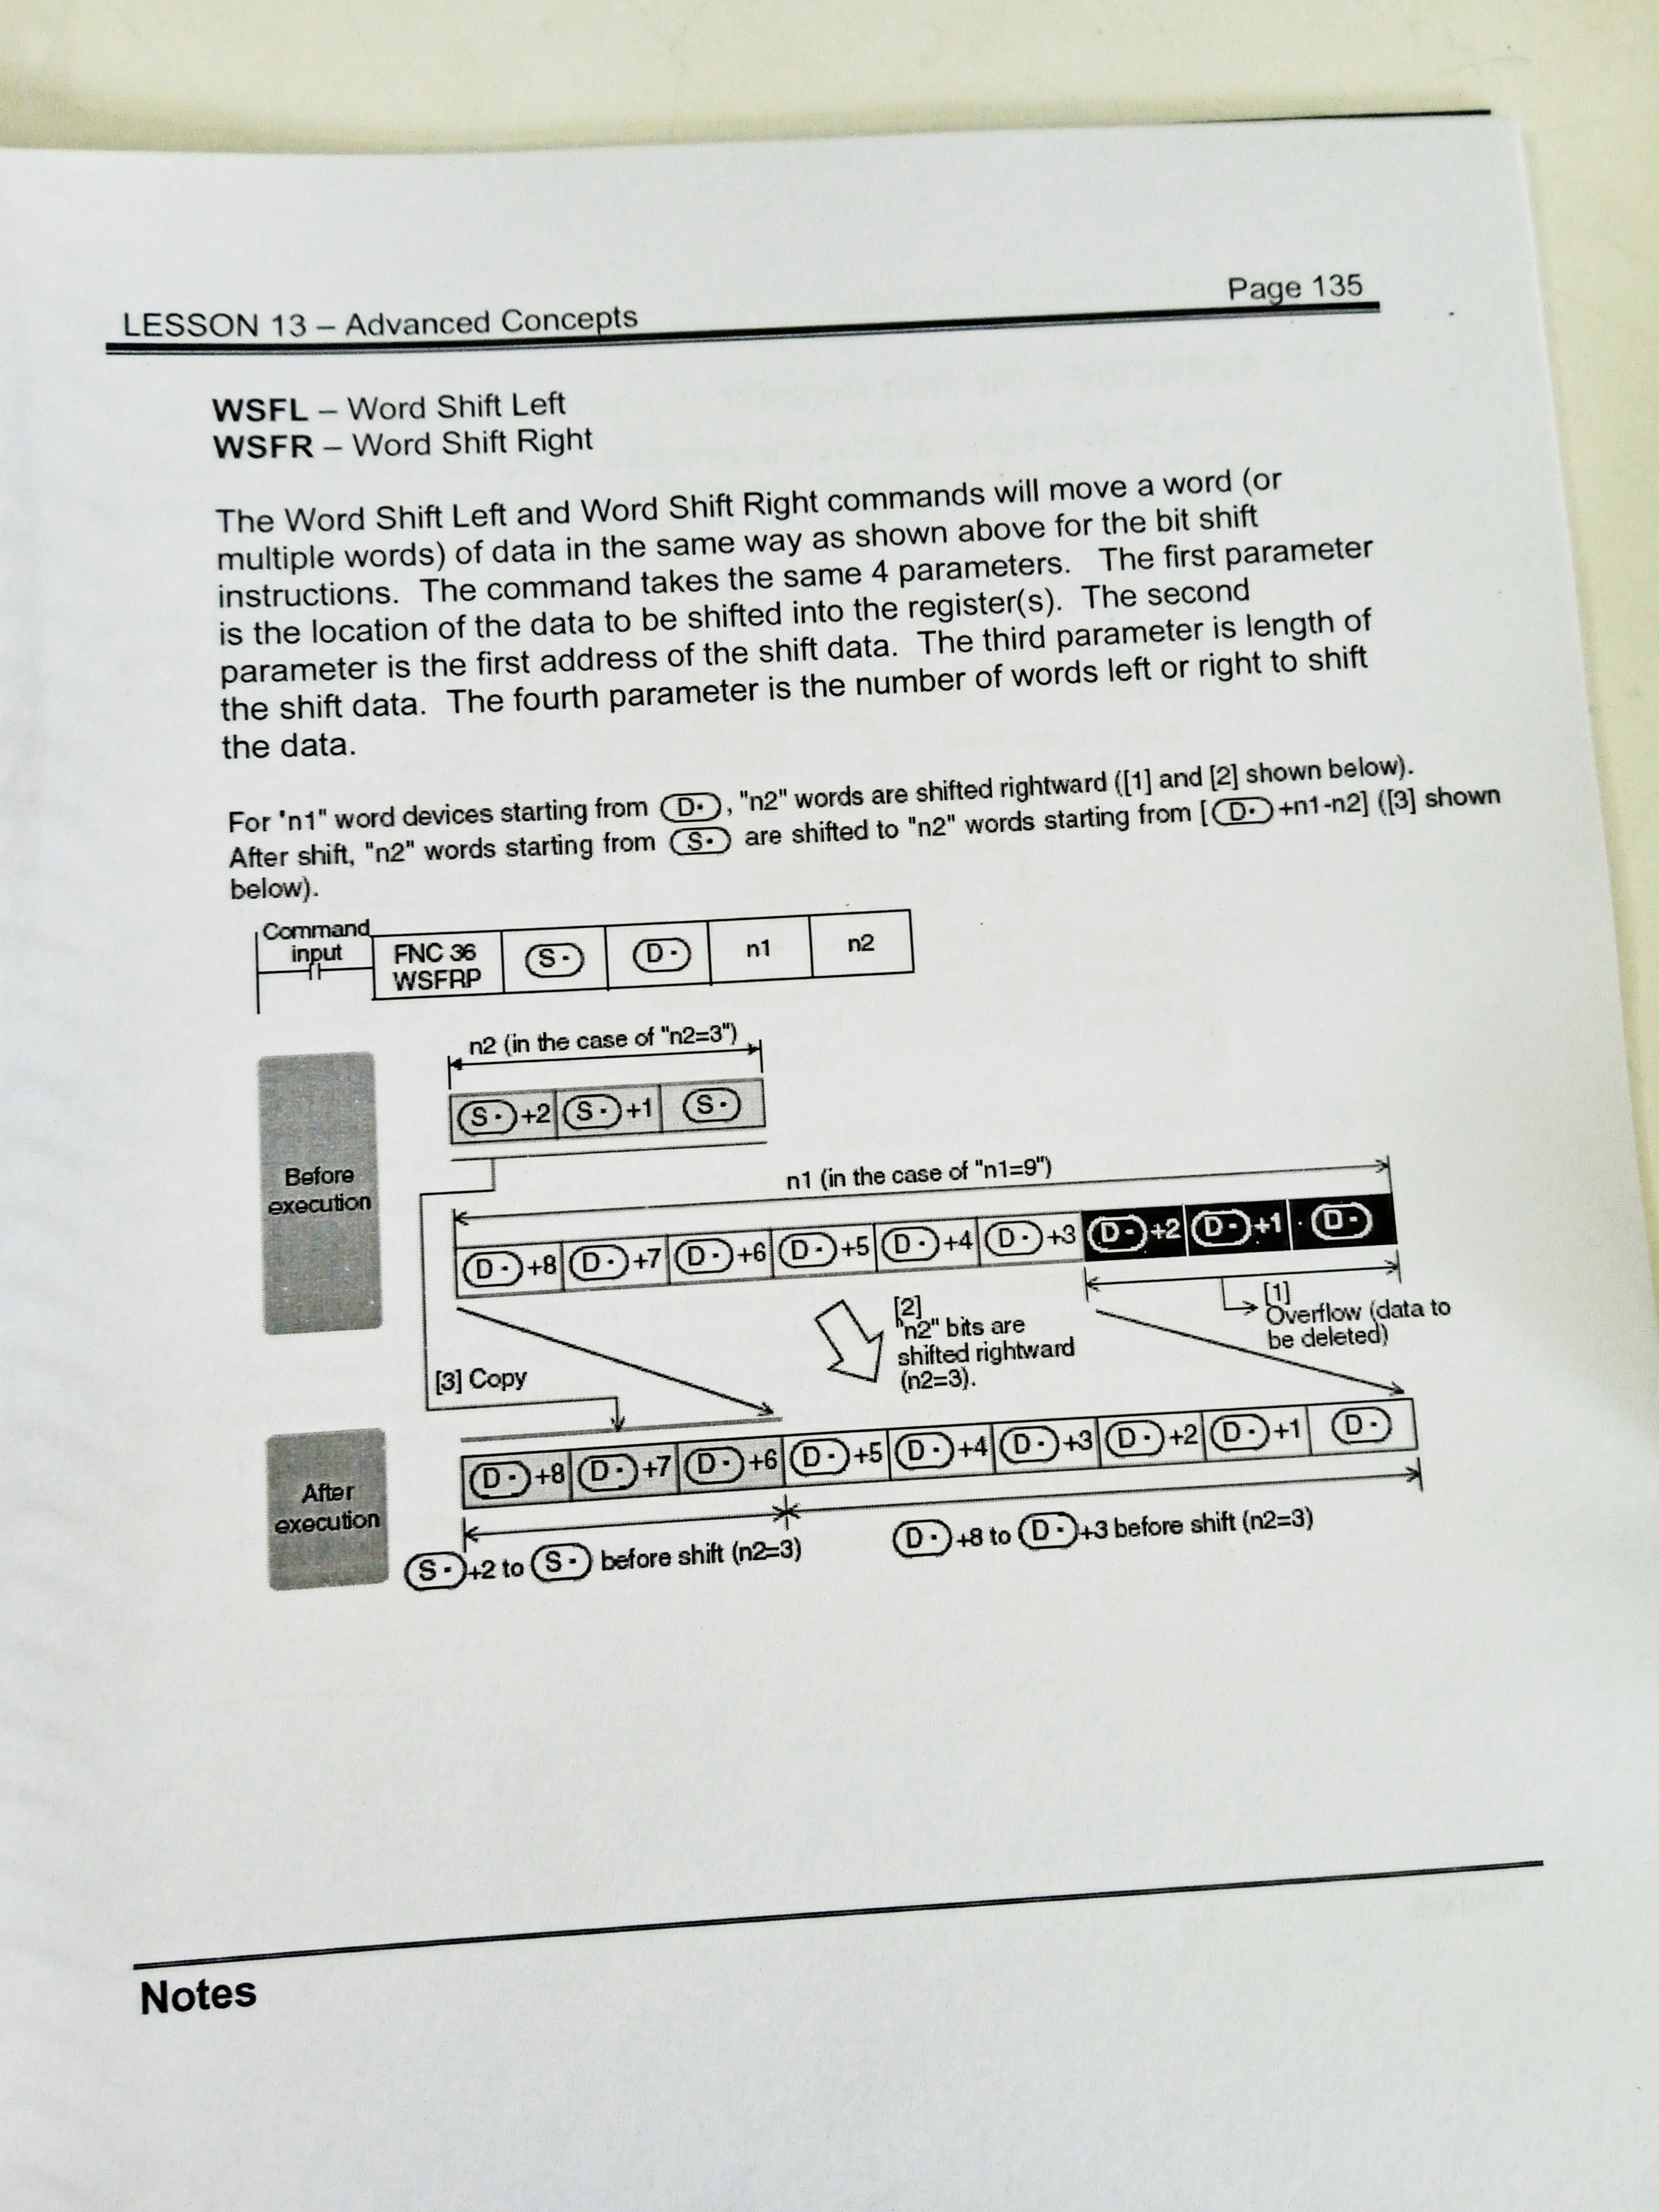 Page 135
LESSON 13 – Advanced Concepts
WSFL – Word Shift Left
WSFR – Word Shift Right
The Word Shift Left and Word Shift Right commands will move a word (or
multiple words) of data in the same way as shown above for the bit shift
instructions. The command takes the same 4 parameters. The first parameter
is the location of the data to be shifted into the register(s). The second
parameter is the first address of the shift data. The third parameter is length of
the shift data. The fourth parameter is the number of words left or right to shift
the data.
For "n1" word devices starting from (D·), "n2" words are shifted rightward ([1] and [2] shown below).
After shift, "n2" words starting from (S·) are shifted to "n2" words starting from [(D·)+n1-n2] ([3] shown
below).
Command
input
FNC 36
WSFRP
S· D· n1 n2
n2 (in the case of "n2=3")
S·+2 S·+1 S·
Before
execution
n1 (in the case of "n1=9")
D·+8 D·+7 D·+6 D·+5 D·+4 D·+3 D·+2 D·+1 D·
[1]
Overflow (data to
be deleted)
[2]
"n2" bits are
shifted rightward
(n2=3).
[3] Copy
After
execution
D·+8 D·+7 D·+6 D·+5 D·+4 D·+3 D·+2 D·+1 D·
S·+2 to S· before shift (n2=3)
D·+8 to D·+3 before shift (n2=3)
Notes